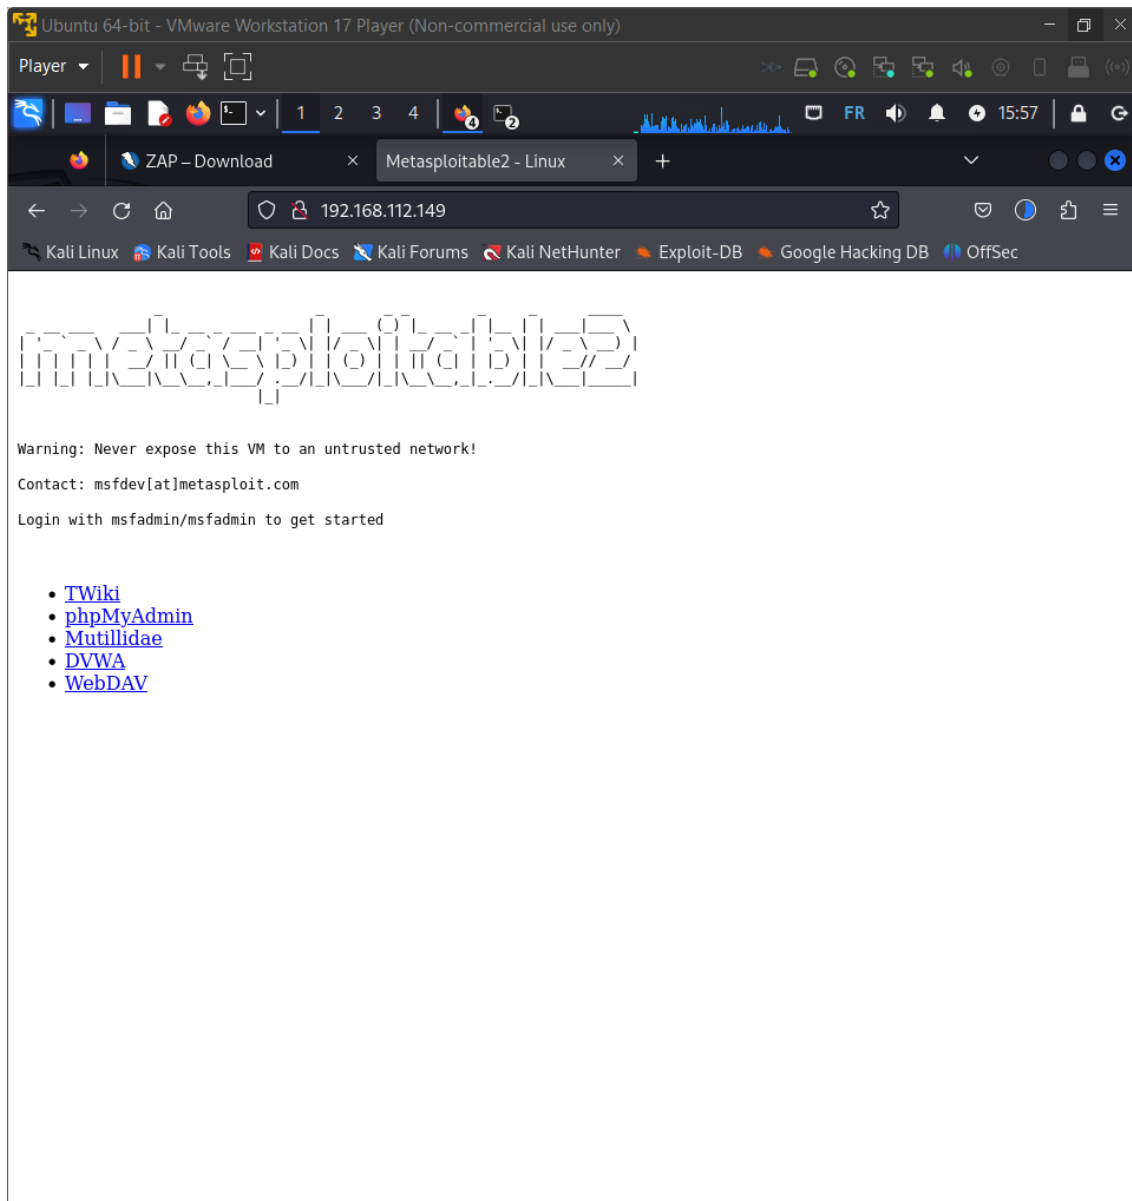 Ubuntu 64-bit - VMware Workstation 17 Player (Non-commercial use only)
Player
1 2 3 4 4 2 FR 15:57
ZAP – Download Metasploitable2 - Linux
192.168.112.149
Kali Linux Kali Tools Kali Docs Kali Forums Kali NetHunter Exploit-DB Google Hacking DB OffSec
metasploitable2
Warning: Never expose this VM to an untrusted network!
Contact: msfdev[at]metasploit.com
Login with msfadmin/msfadmin to get started
• TWiki
• phpMyAdmin
• Mutillidae
• DVWA
• WebDAV